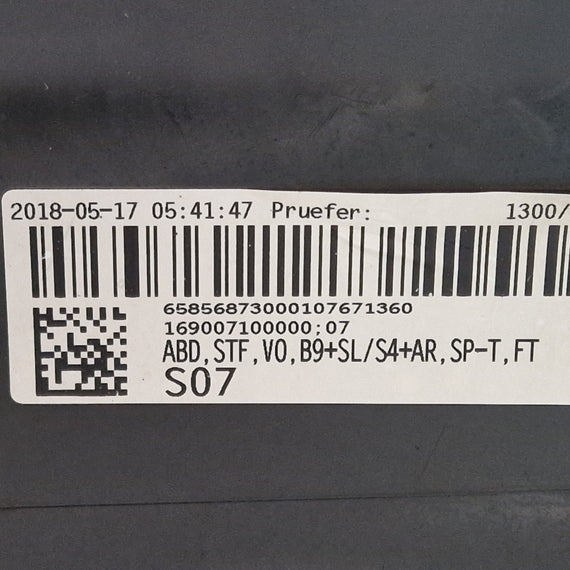 2018-05-17 05:41:47 Pruefer: 1300/
65856873000107671360
169007100000;07
ABD,STF,VO,B9+SL/S4+AR,SP-T,FT
S07